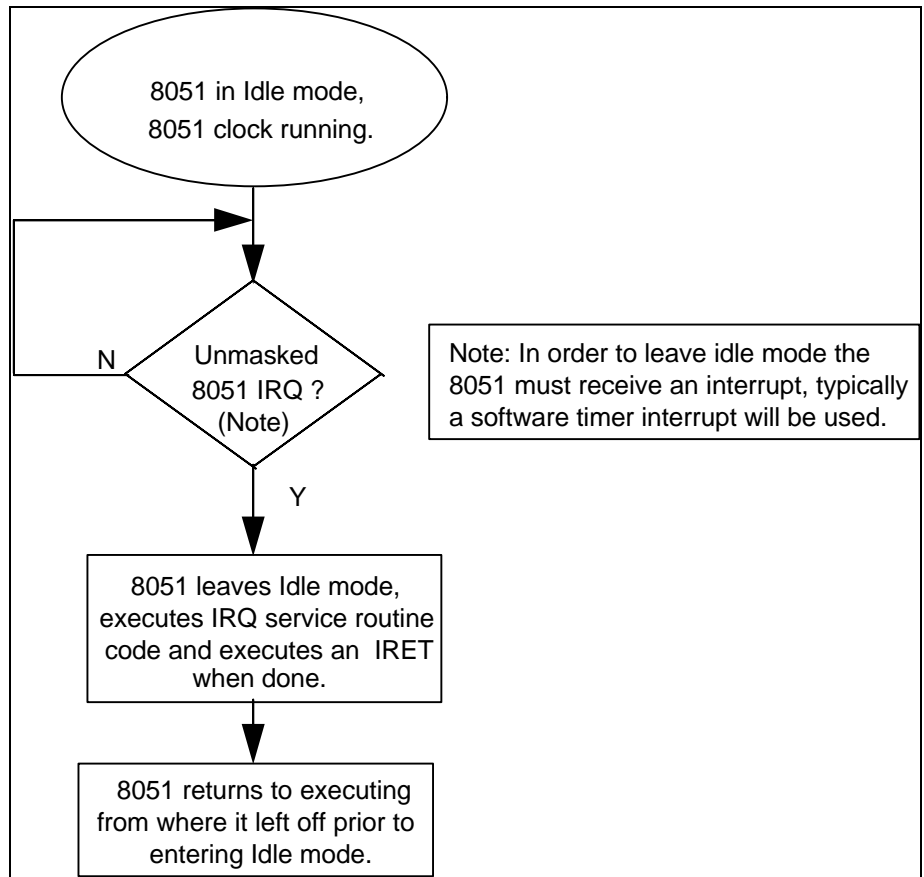 8051 in Idle mode,
8051 clock running.
N
Unmasked
8051 IRQ ?
(Note)
Note: In order to leave idle mode the
8051 must receive an interrupt, typically
a software timer interrupt will be used.
Y
8051 leaves Idle mode,
executes IRQ service routine
code and executes an IRET
when done.
8051 returns to executing
from where it left off prior to
entering Idle mode.